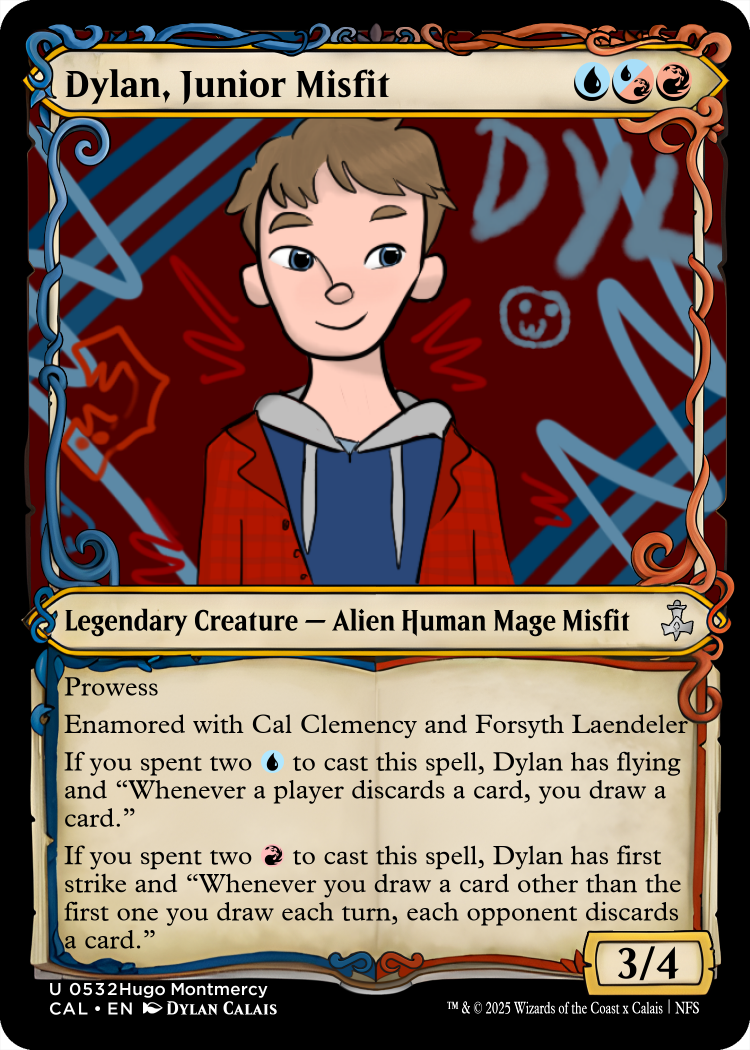 Dylan, Junior Misfit
DYL
Legendary Creature — Alien Human Mage Misfit
Prowess
Enamored with Cal Clemency and Forsyth Laendeler
If you spent two to cast this spell, Dylan has flying
and “Whenever a player discards a card, you draw a
card.”
If you spent two to cast this spell, Dylan has first
strike and “Whenever you draw a card other than the
first one you draw each turn, each opponent discards
a card.”
3/4
U 0532Hugo Montmercy
CAL • EN Dylan Calais
™ & © 2025 Wizards of the Coast x Calais | NFS